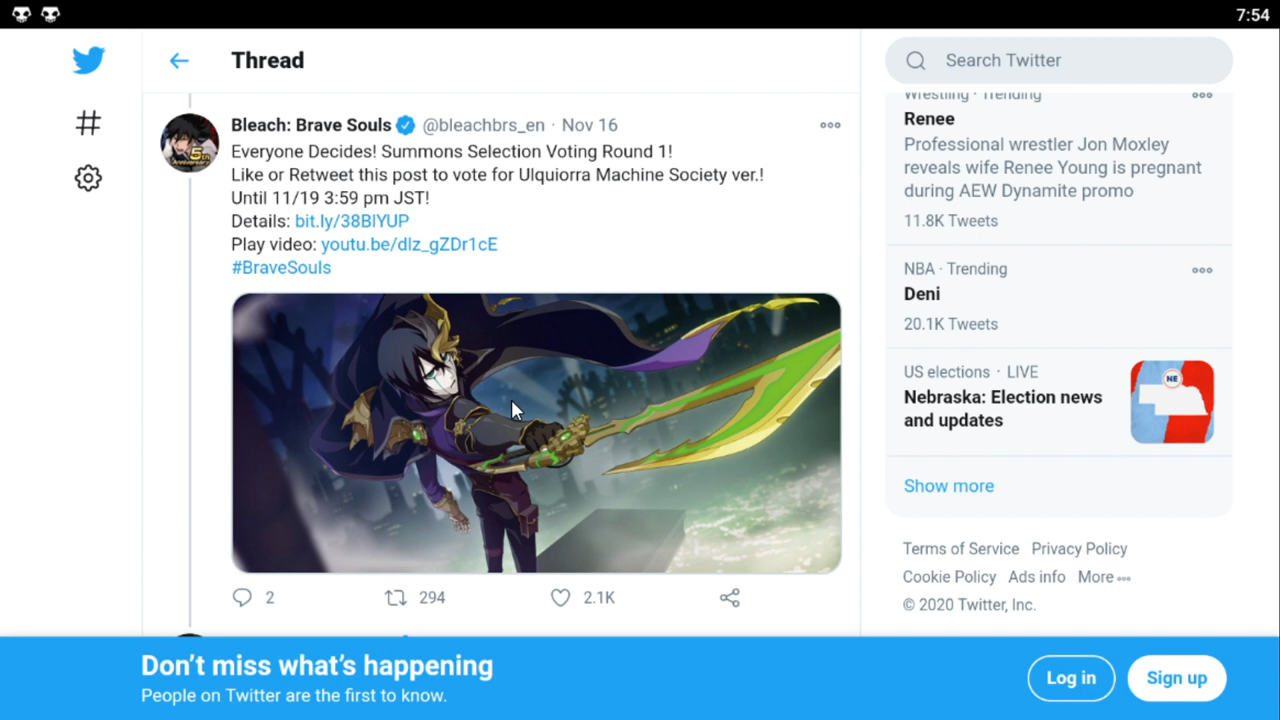 7:54
Thread
Search Twitter
Bleach: Brave Souls @bleachbrs_en · Nov 16
Everyone Decides! Summons Selection Voting Round 1!
Like or Retweet this post to vote for Ulquiorra Machine Society ver.!
Until 11/19 3:59 pm JST!
Details: bit.ly/38BlYUP
Play video: youtu.be/dlz_gZDr1cE
#BraveSouls
2
294
2.1K
Wrestling · Trending
Renee
Professional wrestler Jon Moxley
reveals wife Renee Young is pregnant
during AEW Dynamite promo
11.8K Tweets
NBA · Trending
Deni
20.1K Tweets
US elections · LIVE
Nebraska: Election news
and updates
NE
Show more
Terms of Service Privacy Policy
Cookie Policy Ads info More
© 2020 Twitter, Inc.
Don’t miss what’s happening
People on Twitter are the first to know.
Log in
Sign up